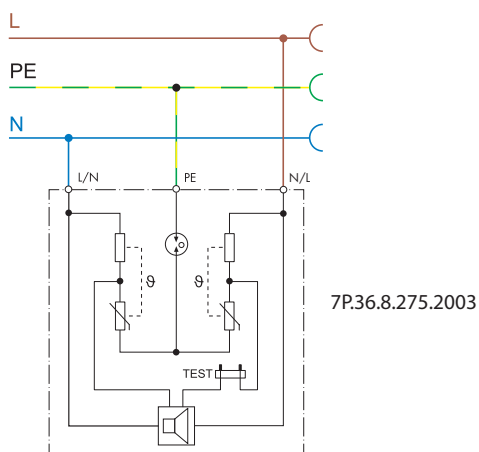 L
PE
N
L/N PE N/L
ϑ ϑ
7P.36.8.275.2003
TEST